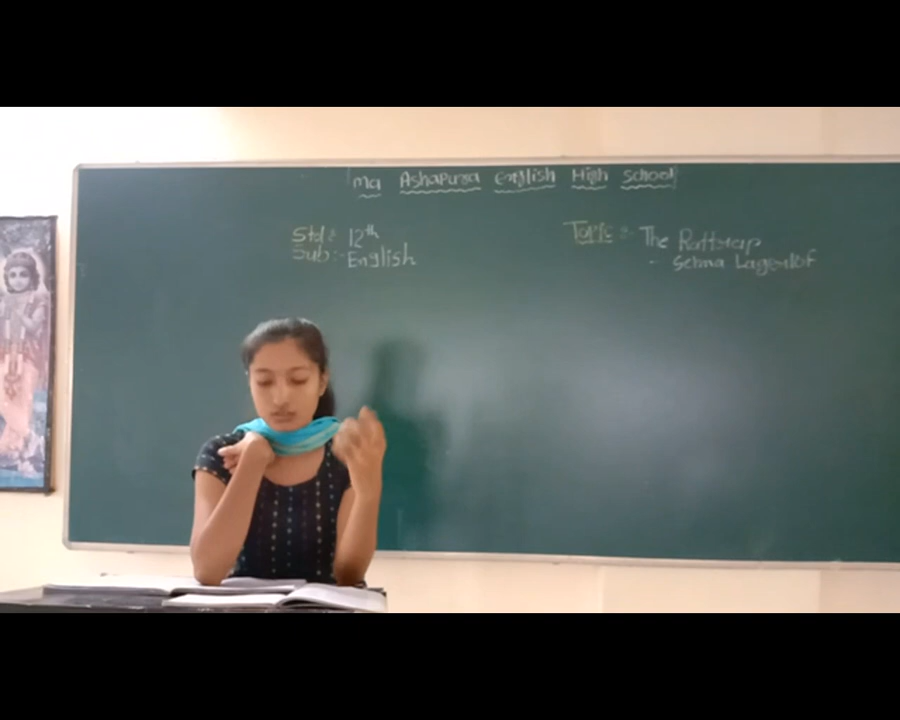 Ma Ashapura English High School
Std :- 12th
Sub :- English
Topic :- The Rattrap
- Selma Lagerlof